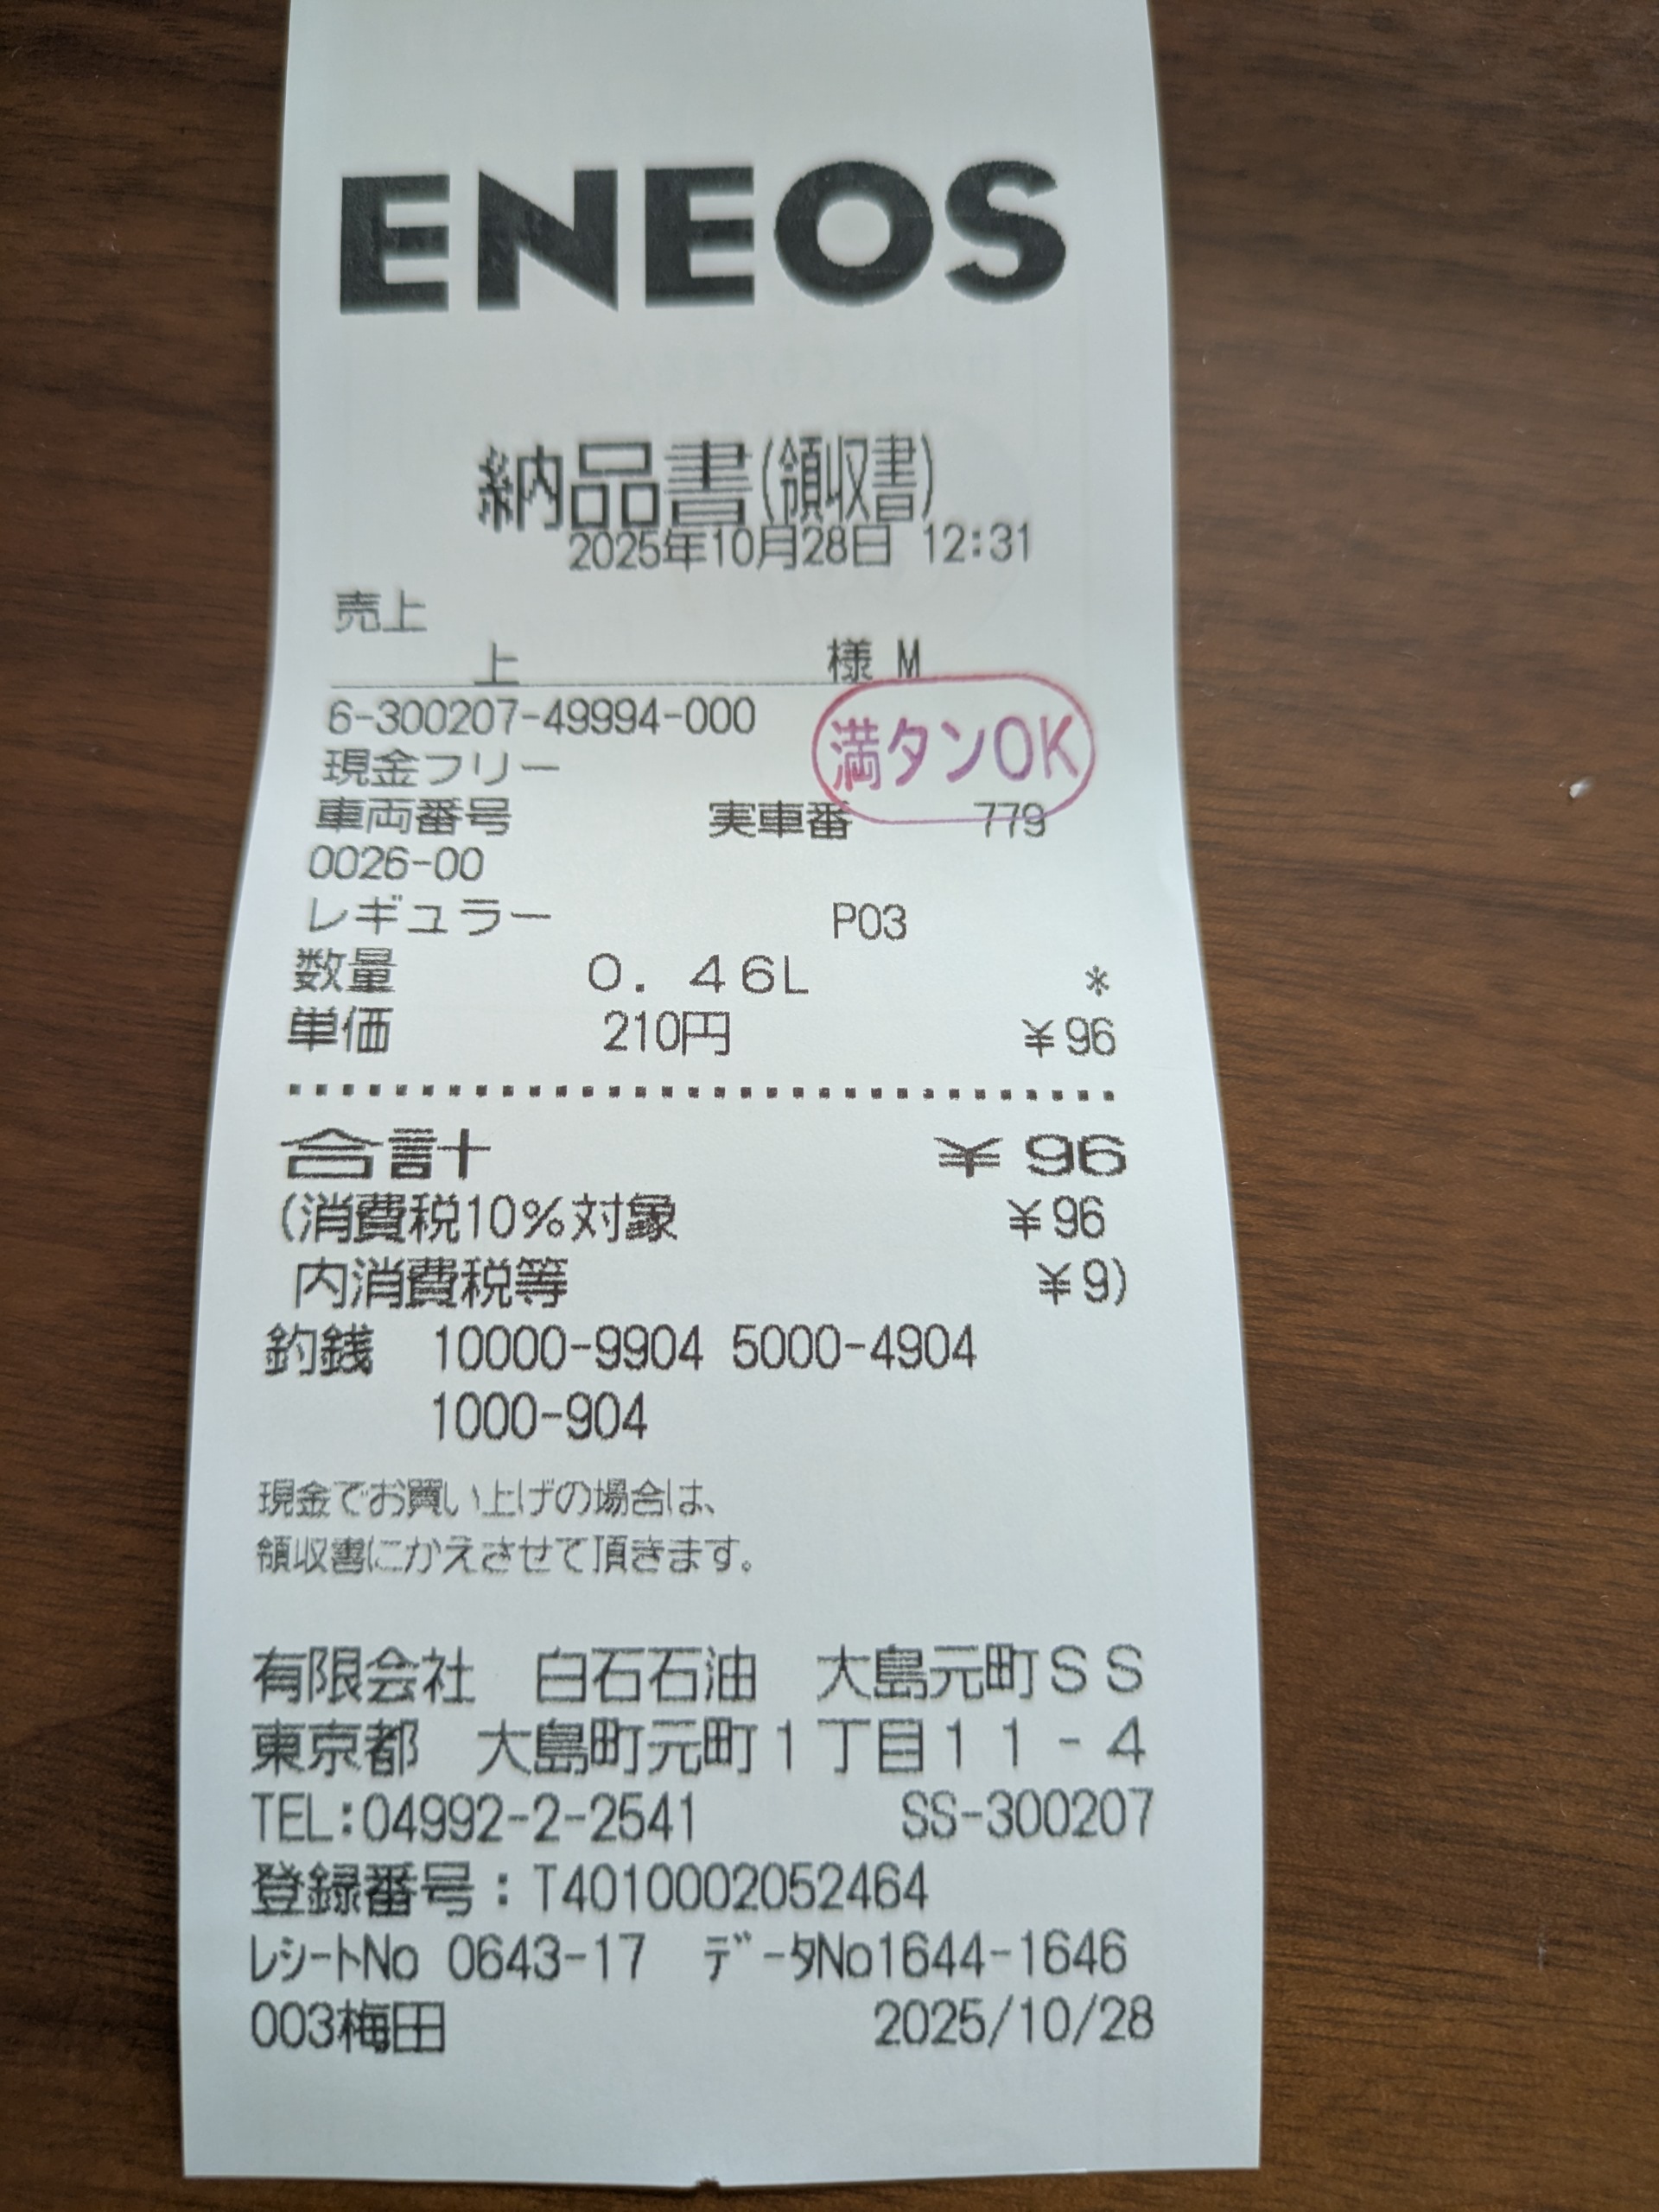 ENEOS
納品書(領収書)
2025年10月28日 12:31
売上
上 様 M
6-300207-49994-000
満タンOK
現金フリー
車両番号 実車番 779
0026-00
レギュラー P03
数量 0.46L *
単価 210円 ¥96
合計 ¥96
(消費税10%対象 ¥96
内消費税等 ¥9)
釣銭 10000-9904 5000-4904
1000-904
現金でお買い上げの場合は、
領収書にかえさせて頂きます。
有限会社 白石石油 大島元町SS
東京都 大島町元町1丁目11-4
TEL:04992-2-2541 SS-300207
登録番号:T4010002052464
レシートNo 0643-17 データNo1644-1646
003梅田 2025/10/28